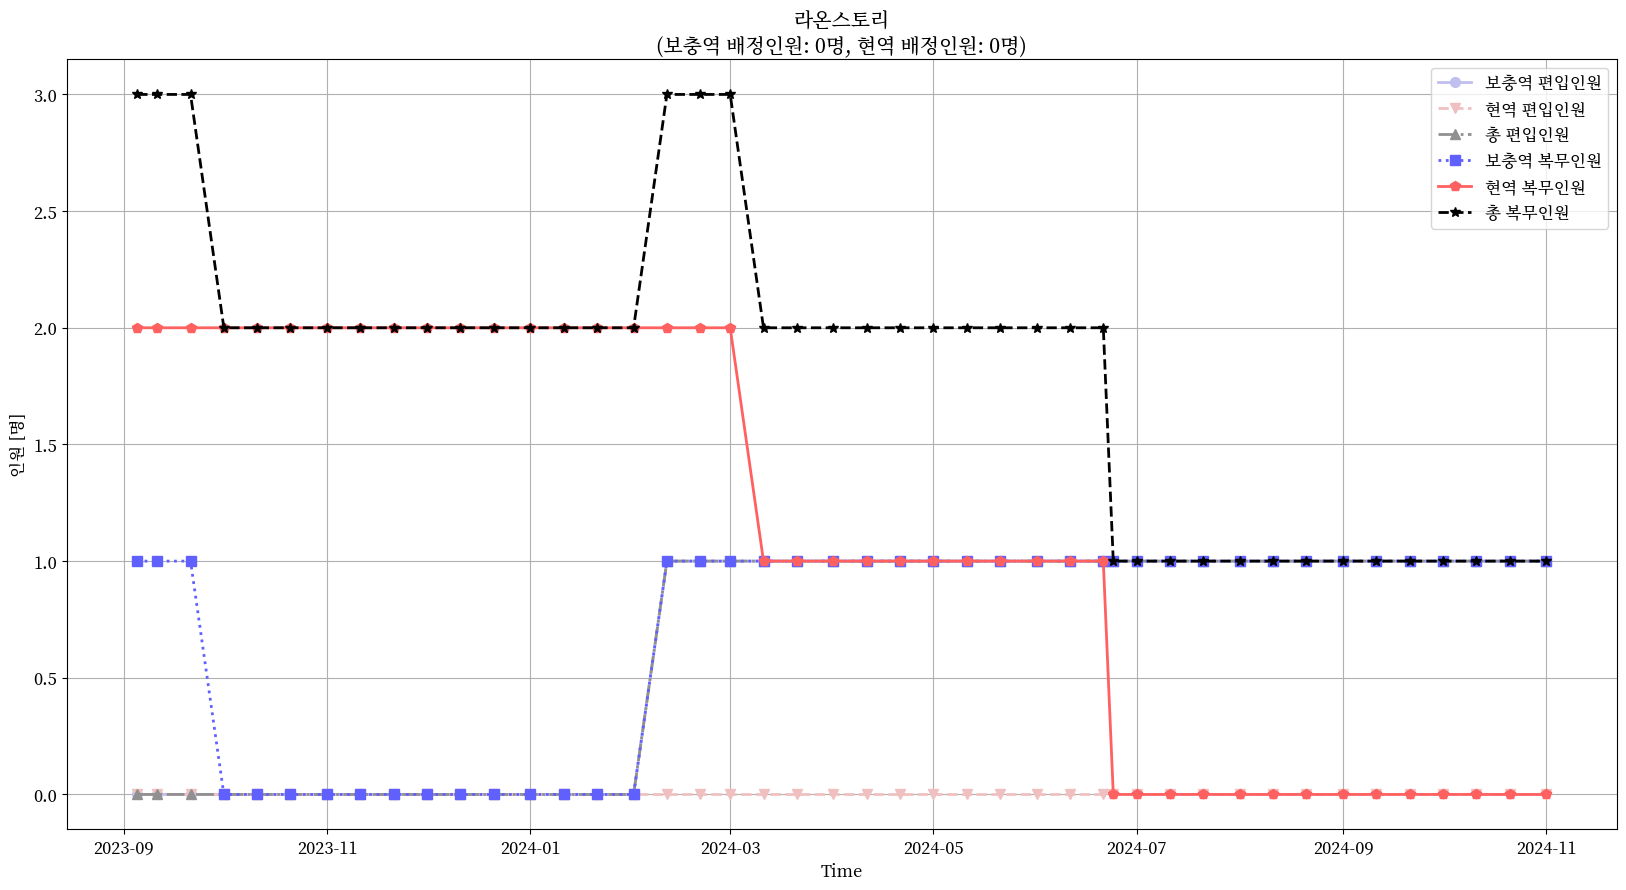 라온스토리
(보충역 배정인원: 0명, 현역 배정인원: 0명)
보충역 편입인원
현역 편입인원
총 편입인원
보충역 복무인원
현역 복무인원
총 복무인원
인원 [명]
3.0
2.5
2.0
1.5
1.0
0.5
0.0
2023-09
2023-11
2024-01
2024-03
2024-05
2024-07
2024-09
2024-11
Time